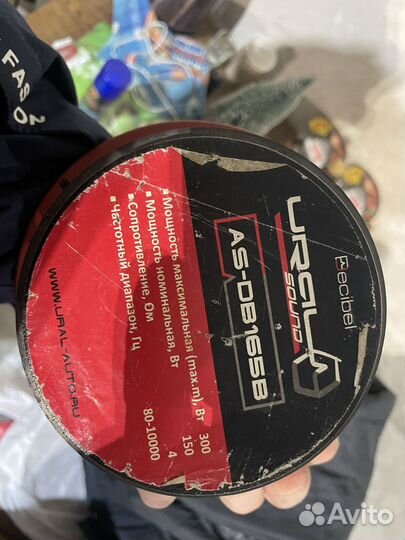 Decibel
URAL
SOUND
AS-DB165B
Мощность максимальная (max.m), Вт 300
Мощность номинальная, Вт 150
Сопротивление, Ом 4
Частотный диапазон, Гц 80-10000
WWW.URAL-AUTO.RU
FASO
Avito